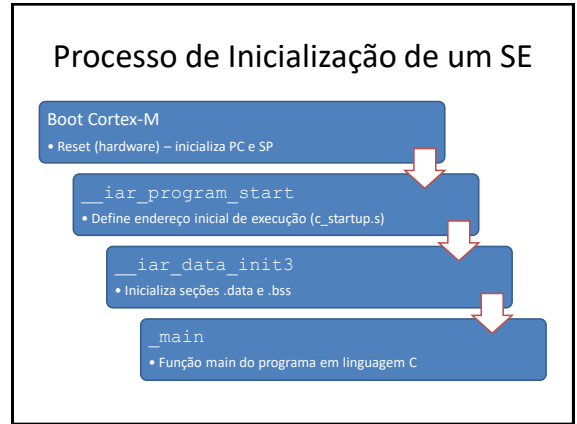 Processo de Inicialização de um SE
Boot Cortex-M
• Reset (hardware) – inicializa PC e SP
__iar_program_start
• Define endereço inicial de execução (c_startup.s)
__iar_data_init3
• Inicializa seções .data e .bss
_main
• Função main do programa em linguagem C